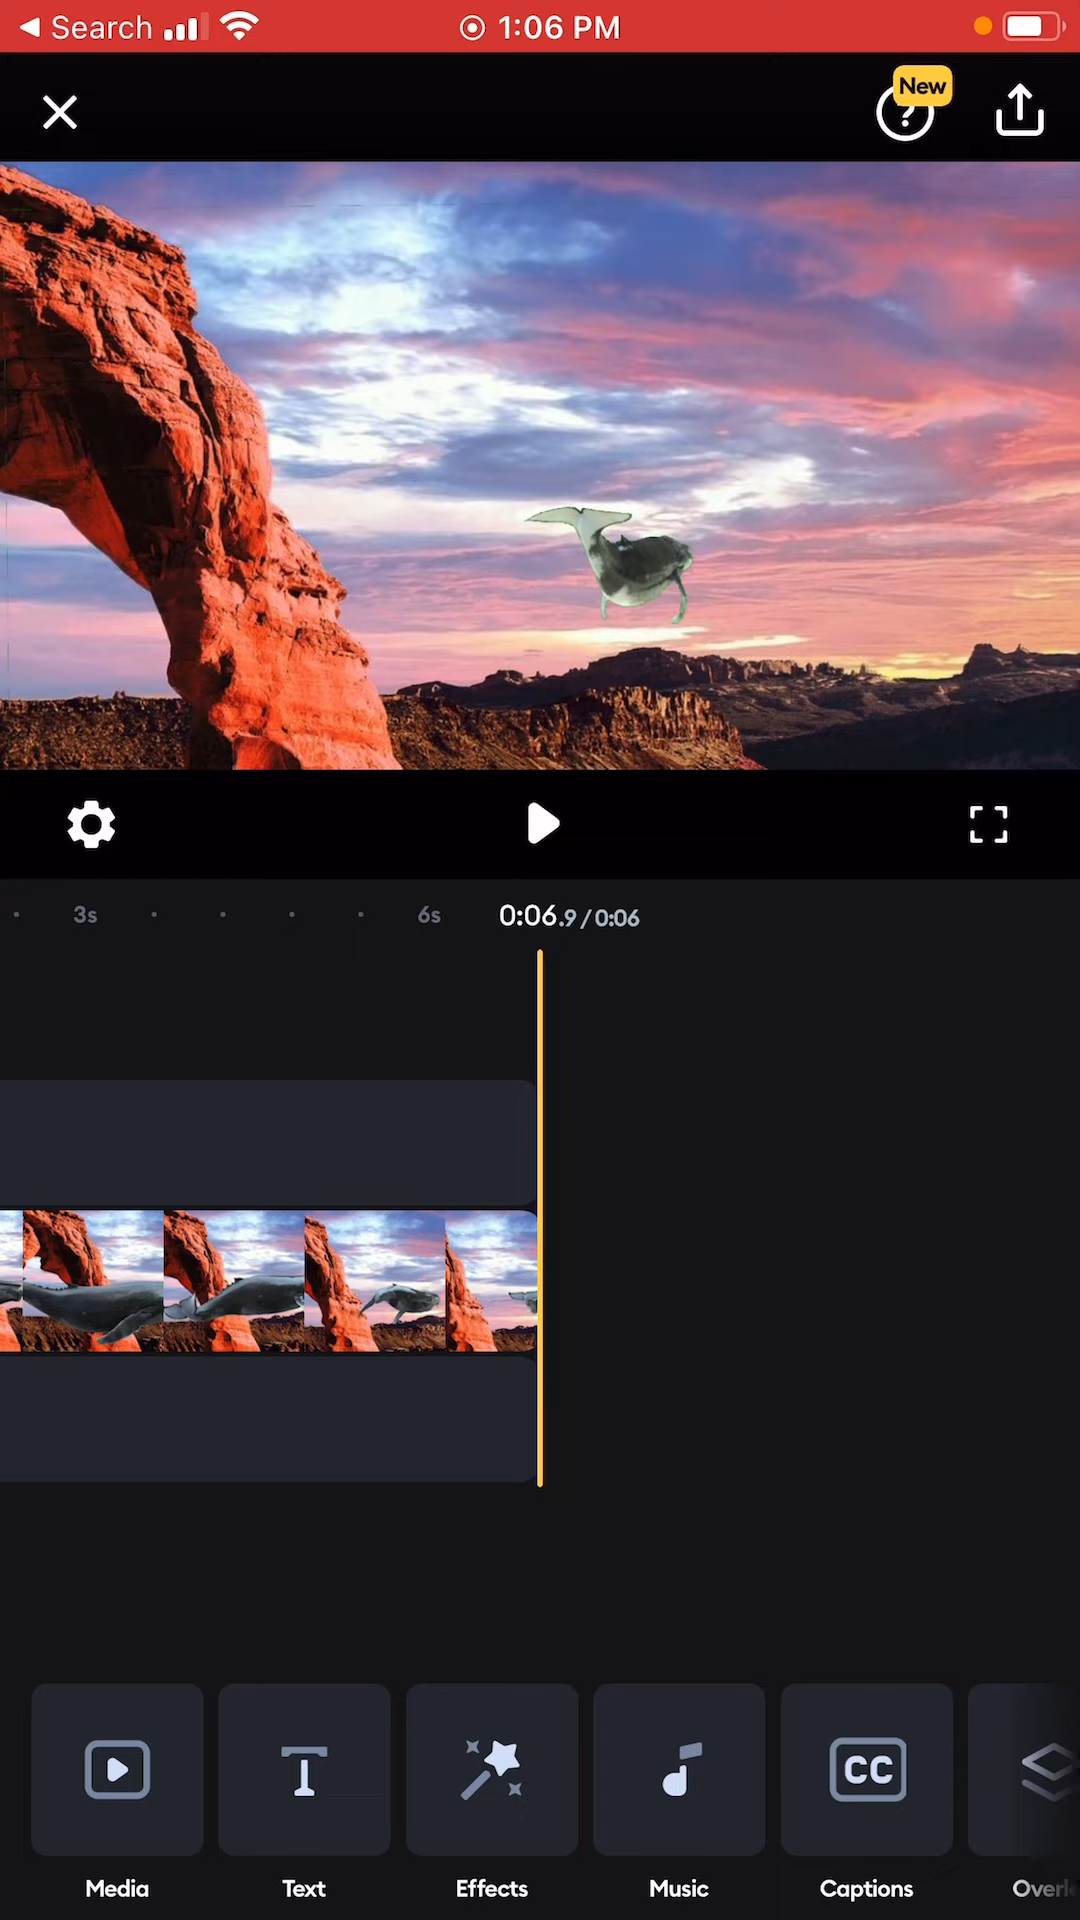 Search
1:06 PM
New
3s
6s
0:06.9 / 0:06
CC
Media
Text
Effects
Music
Captions